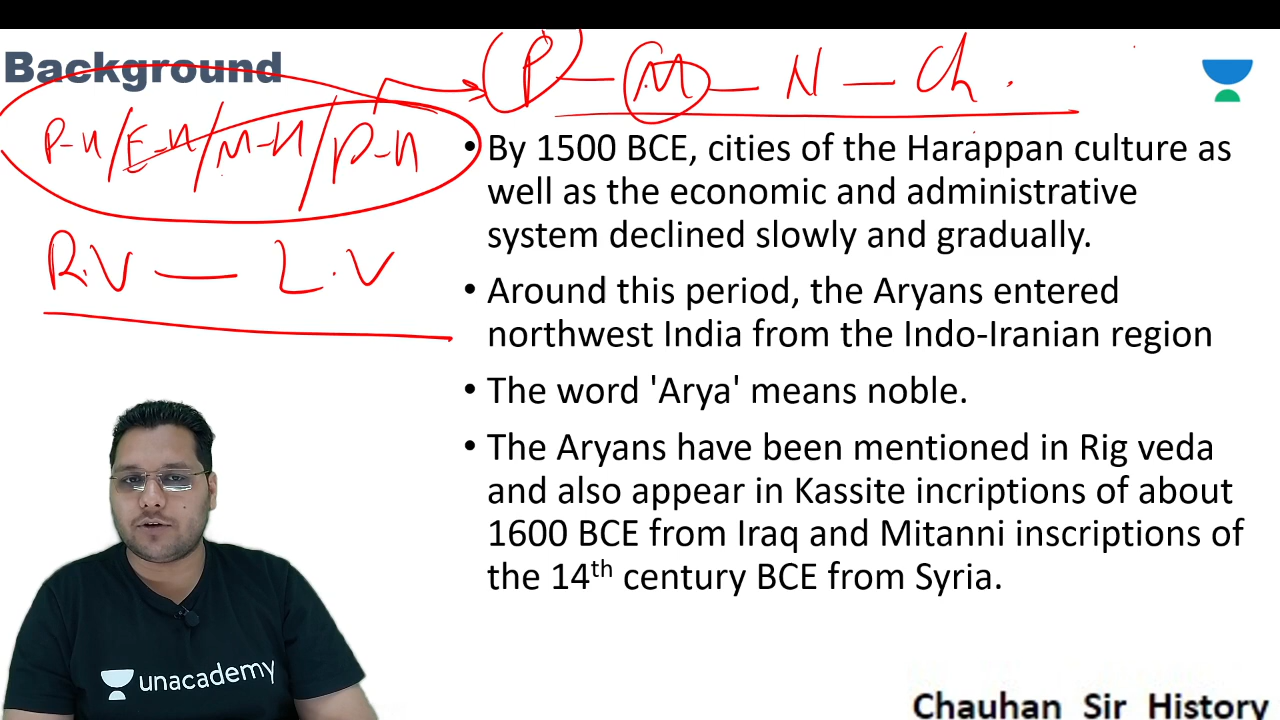 Background
P — M — N — Ch.
P-H/E-H/M-H/P-H
R.V — L.V
• By 1500 BCE, cities of the Harappan culture as
well as the economic and administrative
system declined slowly and gradually.
• Around this period, the Aryans entered
northwest India from the Indo-Iranian region
• The word 'Arya' means noble.
• The Aryans have been mentioned in Rig veda
and also appear in Kassite incriptions of about
1600 BCE from Iraq and Mitanni inscriptions of
the 14th century BCE from Syria.
unacademy
Chauhan Sir History